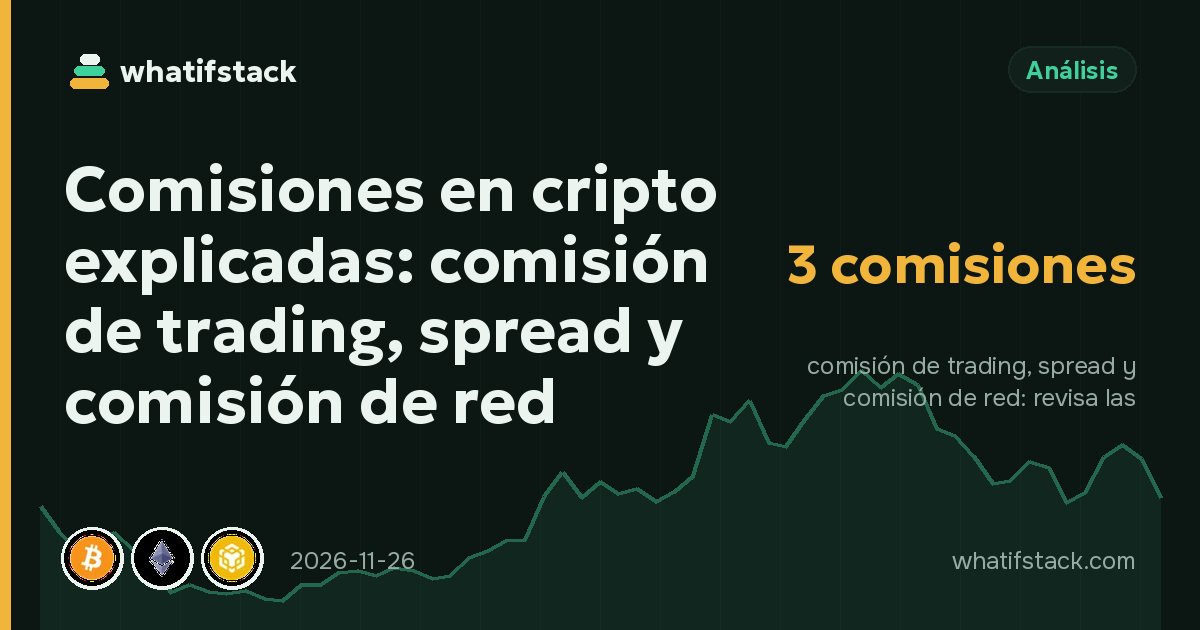 whatifstack
Análisis
Comisiones en cripto
explicadas: comisión
de trading, spread y
comisión de red
3 comisiones
comisión de trading, spread y
comisión de red: revisa las
2026-11-26
whatifstack.com